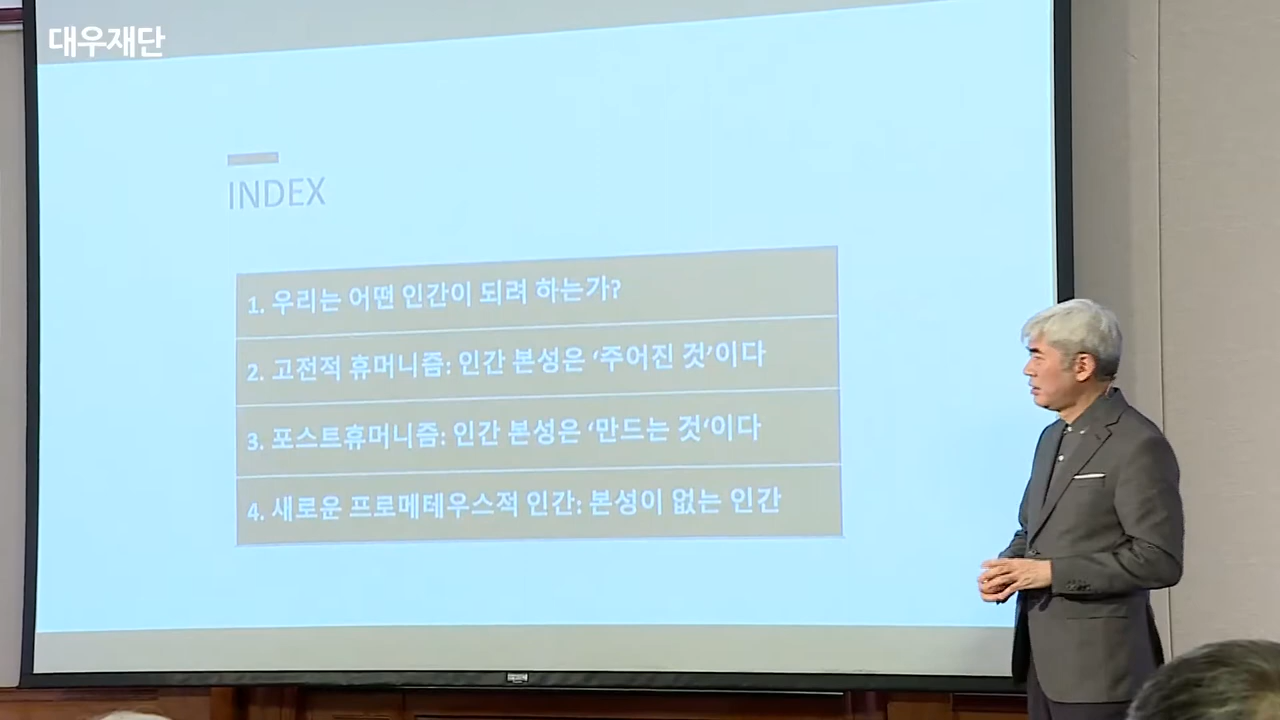 대우재단
INDEX
1. 우리는 어떤 인간이 되려 하는가?
2. 고전적 휴머니즘: 인간 본성은 ‘주어진 것’이다
3. 포스트휴머니즘: 인간 본성은 ‘만드는 것‘이다
4. 새로운 프로메테우스적 인간: 본성이 없는 인간